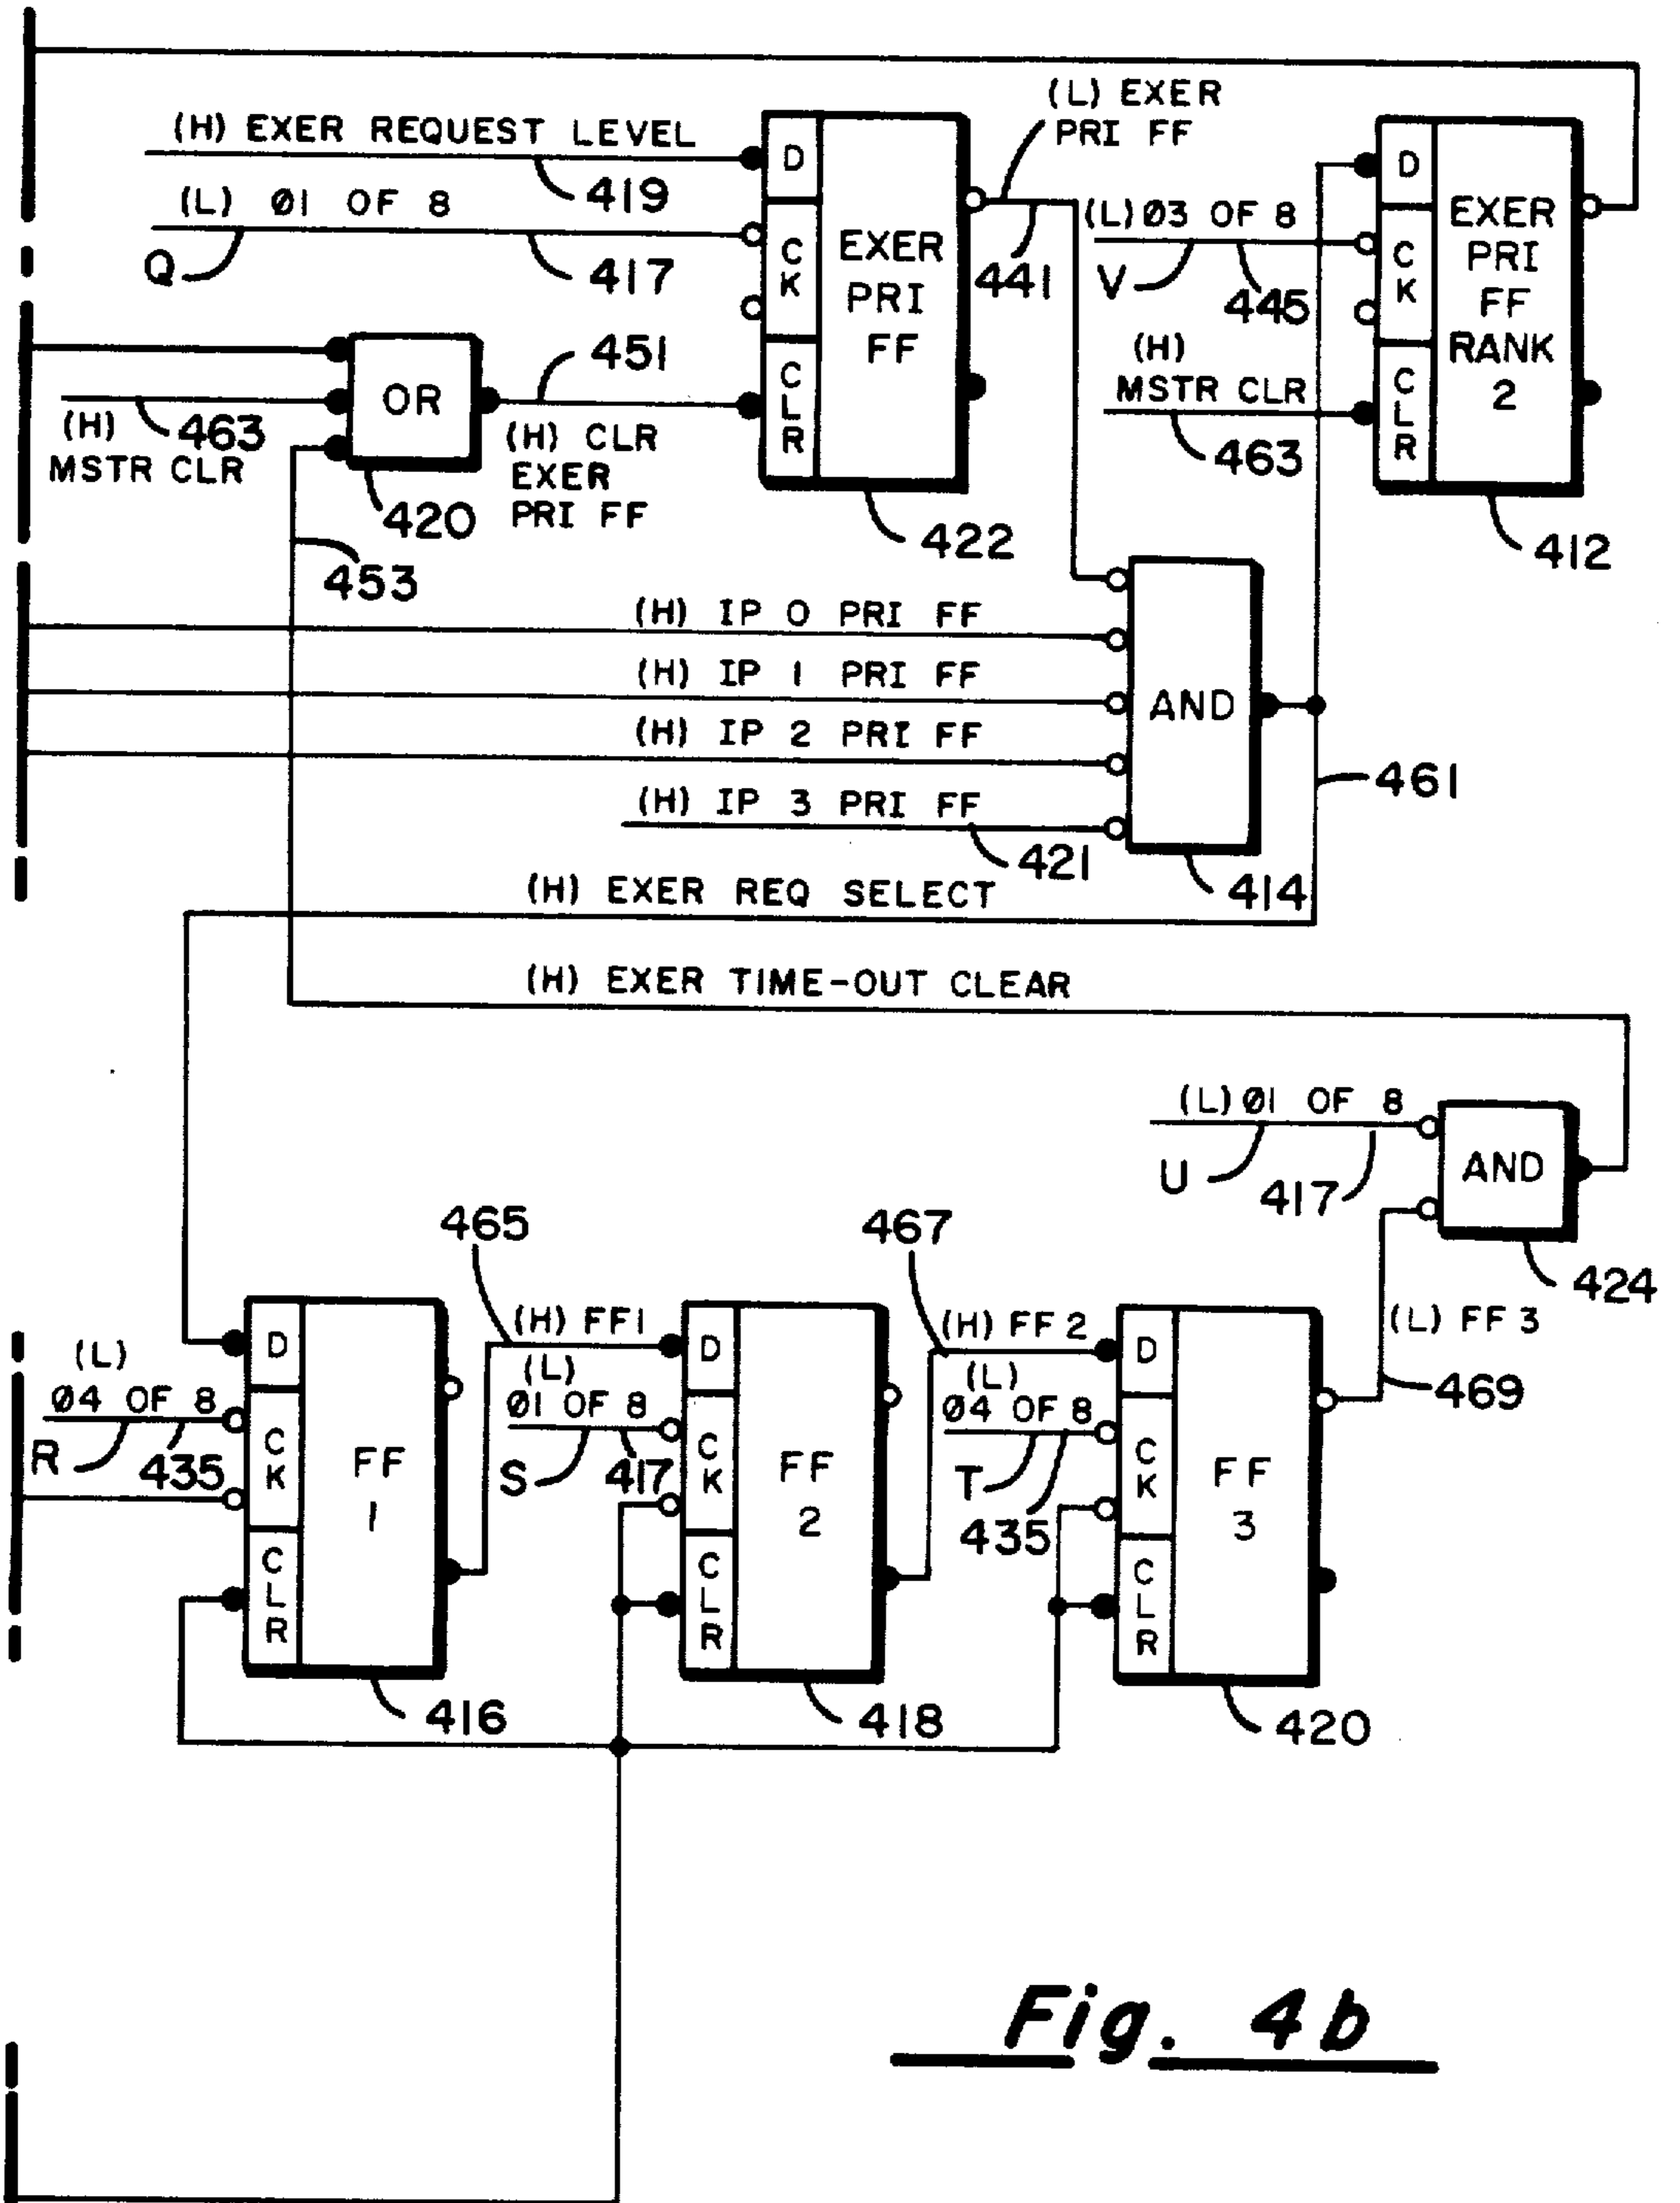 (L) EXER
PRI FF
(H) EXER REQUEST LEVEL
419
(L) Ø1 OF 8
Q
417
D
CK
CLR
EXER
PRI
FF
422
441
(L) Ø3 OF 8
V
445
(H)
MSTR CLR
463
D
CK
CLR
EXER
PRI
FF
RANK
2
412
OR
451
(H)
463
MSTR CLR
420
(H) CLR
EXER
PRI FF
453
(H) IP 0 PRI FF
(H) IP 1 PRI FF
(H) IP 2 PRI FF
(H) IP 3 PRI FF
421
AND
414
461
(H) EXER REQ SELECT
(H) EXER TIME-OUT CLEAR
(L) Ø1 OF 8
U
417
AND
424
465
467
(H) FF1
(H) FF2
(L) FF3
469
(L)
Ø4 OF 8
R
435
D
CK
CLR
FF
1
416
(L)
Ø1 OF 8
S
417
D
CK
CLR
FF
2
418
(L)
Ø4 OF 8
T
435
D
CK
CLR
FF
3
420
Fig. 4b